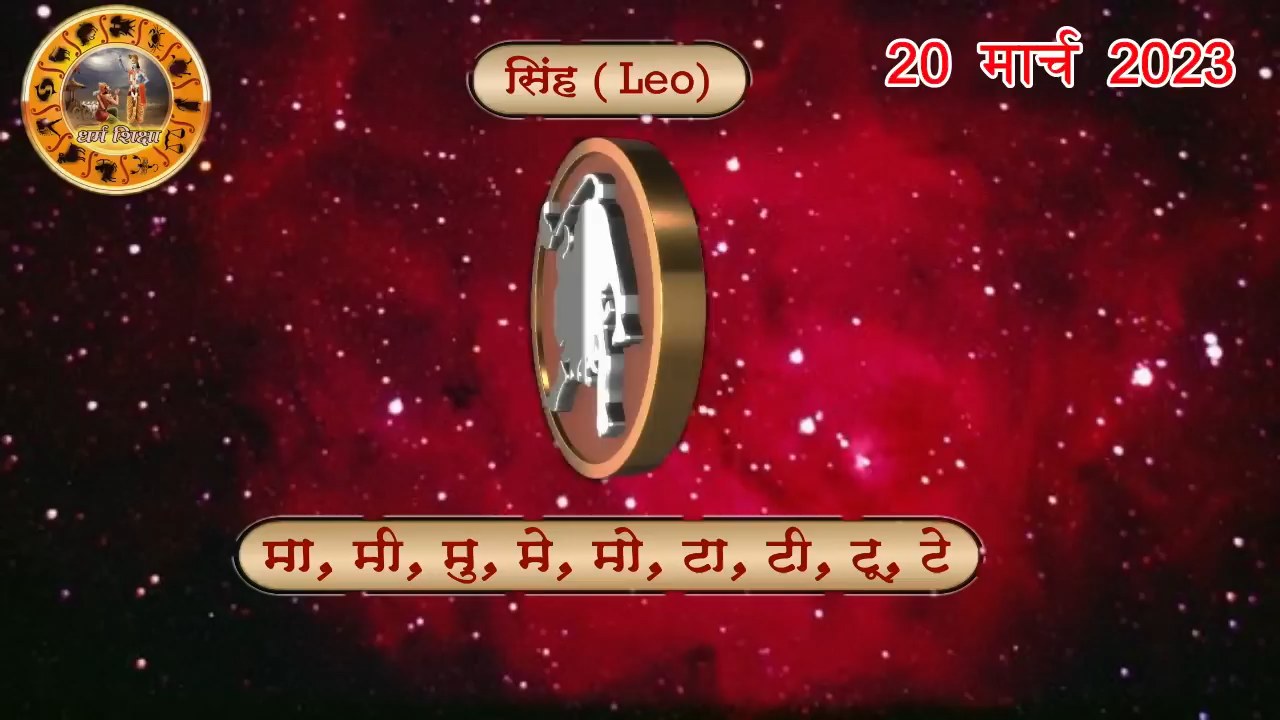 धर्म शिक्षा
सिंह ( Leo)
20 मार्च 2023
मा, मी, मु, मे, मो, टा, टी, टू, टे